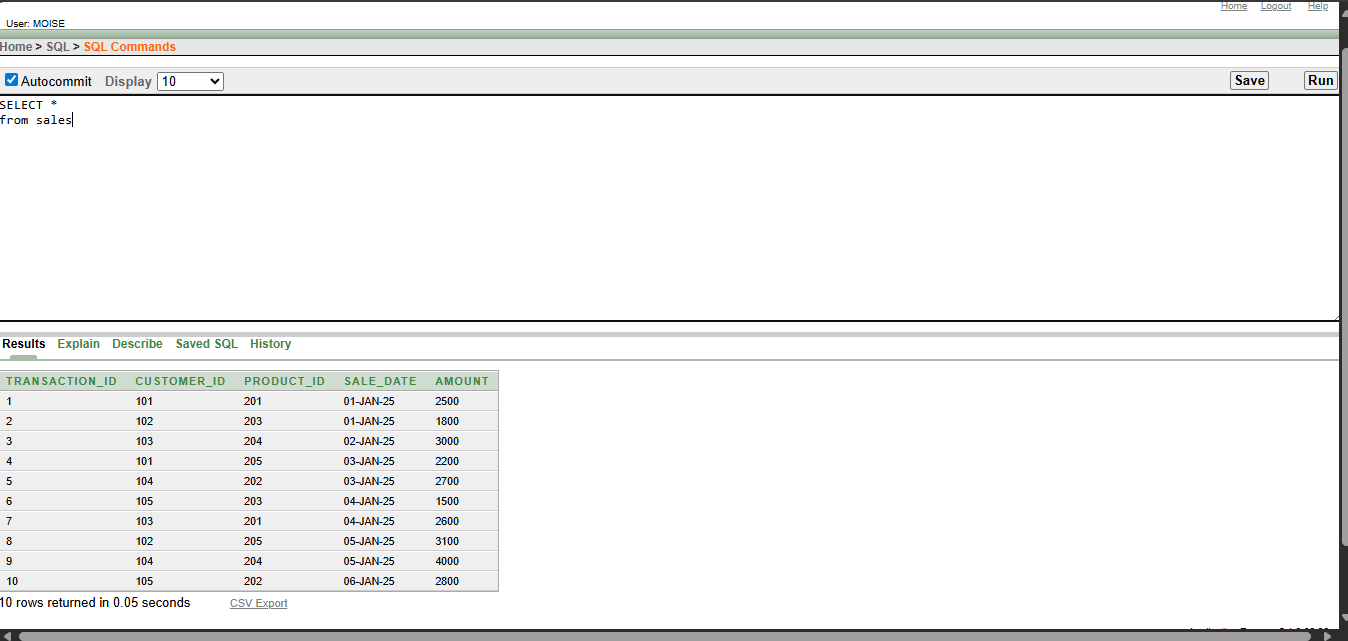 Home Logout Help
User: MOISE
Home > SQL > SQL Commands
Autocommit Display 10 Save Run
SELECT *
from sales
Results Explain Describe Saved SQL History
TRANSACTION_ID CUSTOMER_ID PRODUCT_ID SALE_DATE AMOUNT
1 101 201 01-JAN-25 2500
2 102 203 01-JAN-25 1800
3 103 204 02-JAN-25 3000
4 101 205 03-JAN-25 2200
5 104 202 03-JAN-25 2700
6 105 203 04-JAN-25 1500
7 103 201 04-JAN-25 2600
8 102 205 05-JAN-25 3100
9 104 204 05-JAN-25 4000
10 105 202 06-JAN-25 2800
10 rows returned in 0.05 seconds CSV Export